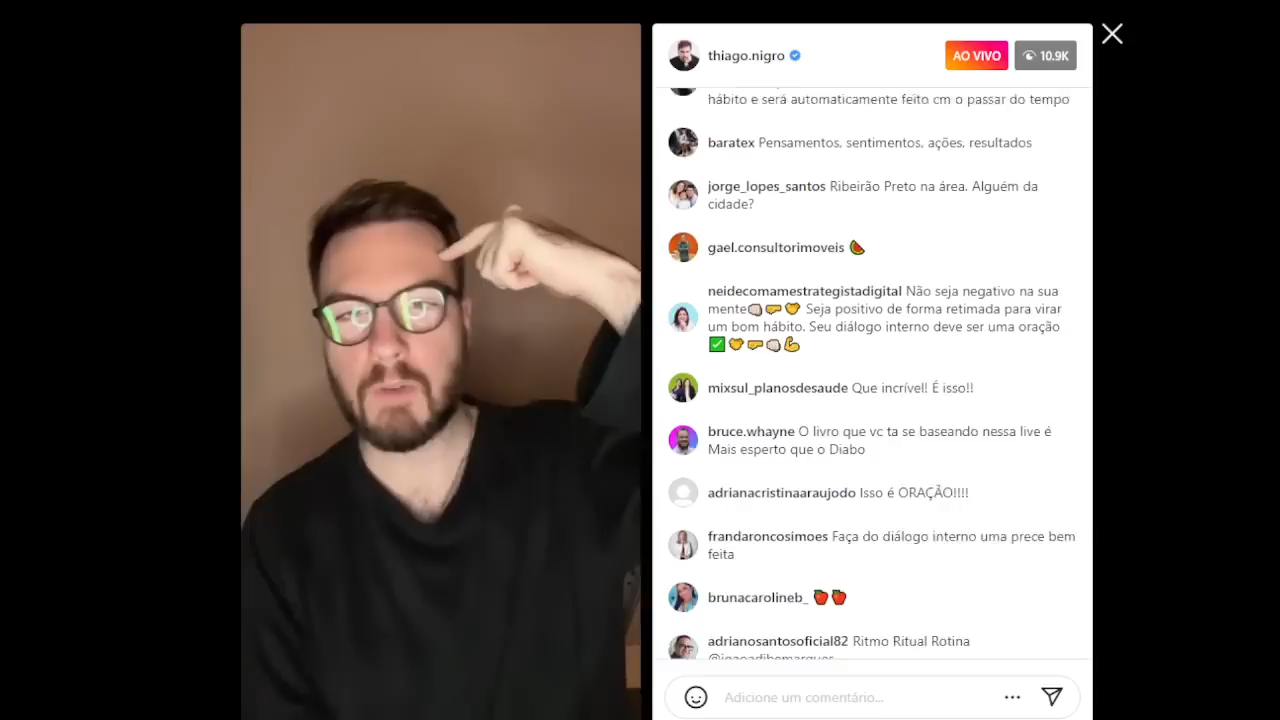 thiago.nigro
AO VIVO
10.9K
hábito e será automaticamente feito cm o passar do tempo
baratex Pensamentos, sentimentos, ações, resultados
jorge_lopes_santos Ribeirão Preto na área. Alguém da
cidade?
gael.consultorimoveis 🍉
neidecomamestrategistadigital Não seja negativo na sua
mente👊🤛🤝 Seja positivo de forma retimada para virar
um bom hábito. Seu diálogo interno deve ser uma oração
✅🤝🤛👊💪
mixsul_planosdesaude Que incrível! É isso!!
bruce.whayne O livro que vc ta se baseando nessa live é
Mais esperto que o Diabo
adrianacristinaaraujodo Isso é ORAÇÃO!!!!
frandaroncosimoes Faça do diálogo interno uma prece bem
feita
brunacarolineb_ 🍎🍎
adrianosantosoficial82 Ritmo Ritual Rotina
Adicione um comentário...